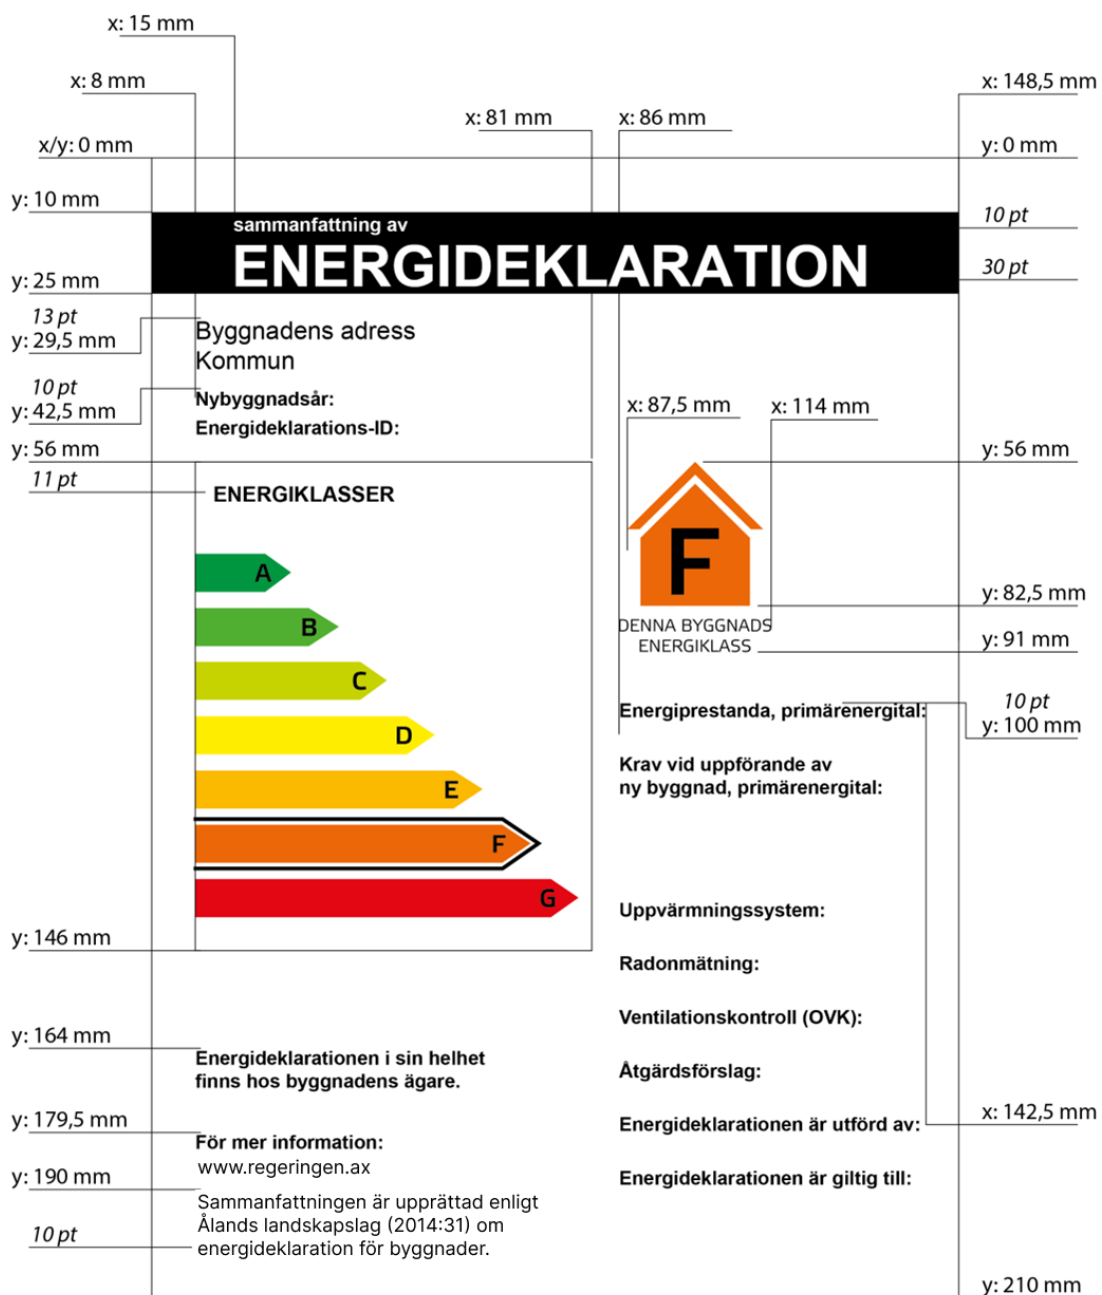 x: 15 mm
x: 8 mm
x: 148,5 mm
x: 81 mm
x: 86 mm
x/y: 0 mm
y: 0 mm
y: 10 mm
10 pt
sammanfattning av
ENERGIDEKLARATION
30 pt
y: 25 mm
13 pt
y: 29,5 mm
Byggnadens adress
Kommun
10 pt
y: 42,5 mm
Nybyggnadsår:
Energideklarations-ID:
x: 87,5 mm
x: 114 mm
y: 56 mm
y: 56 mm
11 pt
ENERGIKLASSER
A
B
C
D
E
F
G
F
DENNA BYGGNADS
ENERGIKLASS
y: 82,5 mm
y: 91 mm
Energiprestanda, primärenergital:
10 pt
y: 100 mm
Krav vid uppförande av
ny byggnad, primärenergital:
Uppvärmningssystem:
Radonmätning:
Ventilationskontroll (OVK):
Åtgärdsförslag:
Energideklarationen är utförd av:
x: 142,5 mm
Energideklarationen är giltig till:
y: 146 mm
y: 164 mm
Energideklarationen i sin helhet
finns hos byggnadens ägare.
y: 179,5 mm
För mer information:
www.regeringen.ax
y: 190 mm
Sammanfattningen är upprättad enligt
Ålands landskapslag (2014:31) om
energideklaration för byggnader.
10 pt
y: 210 mm